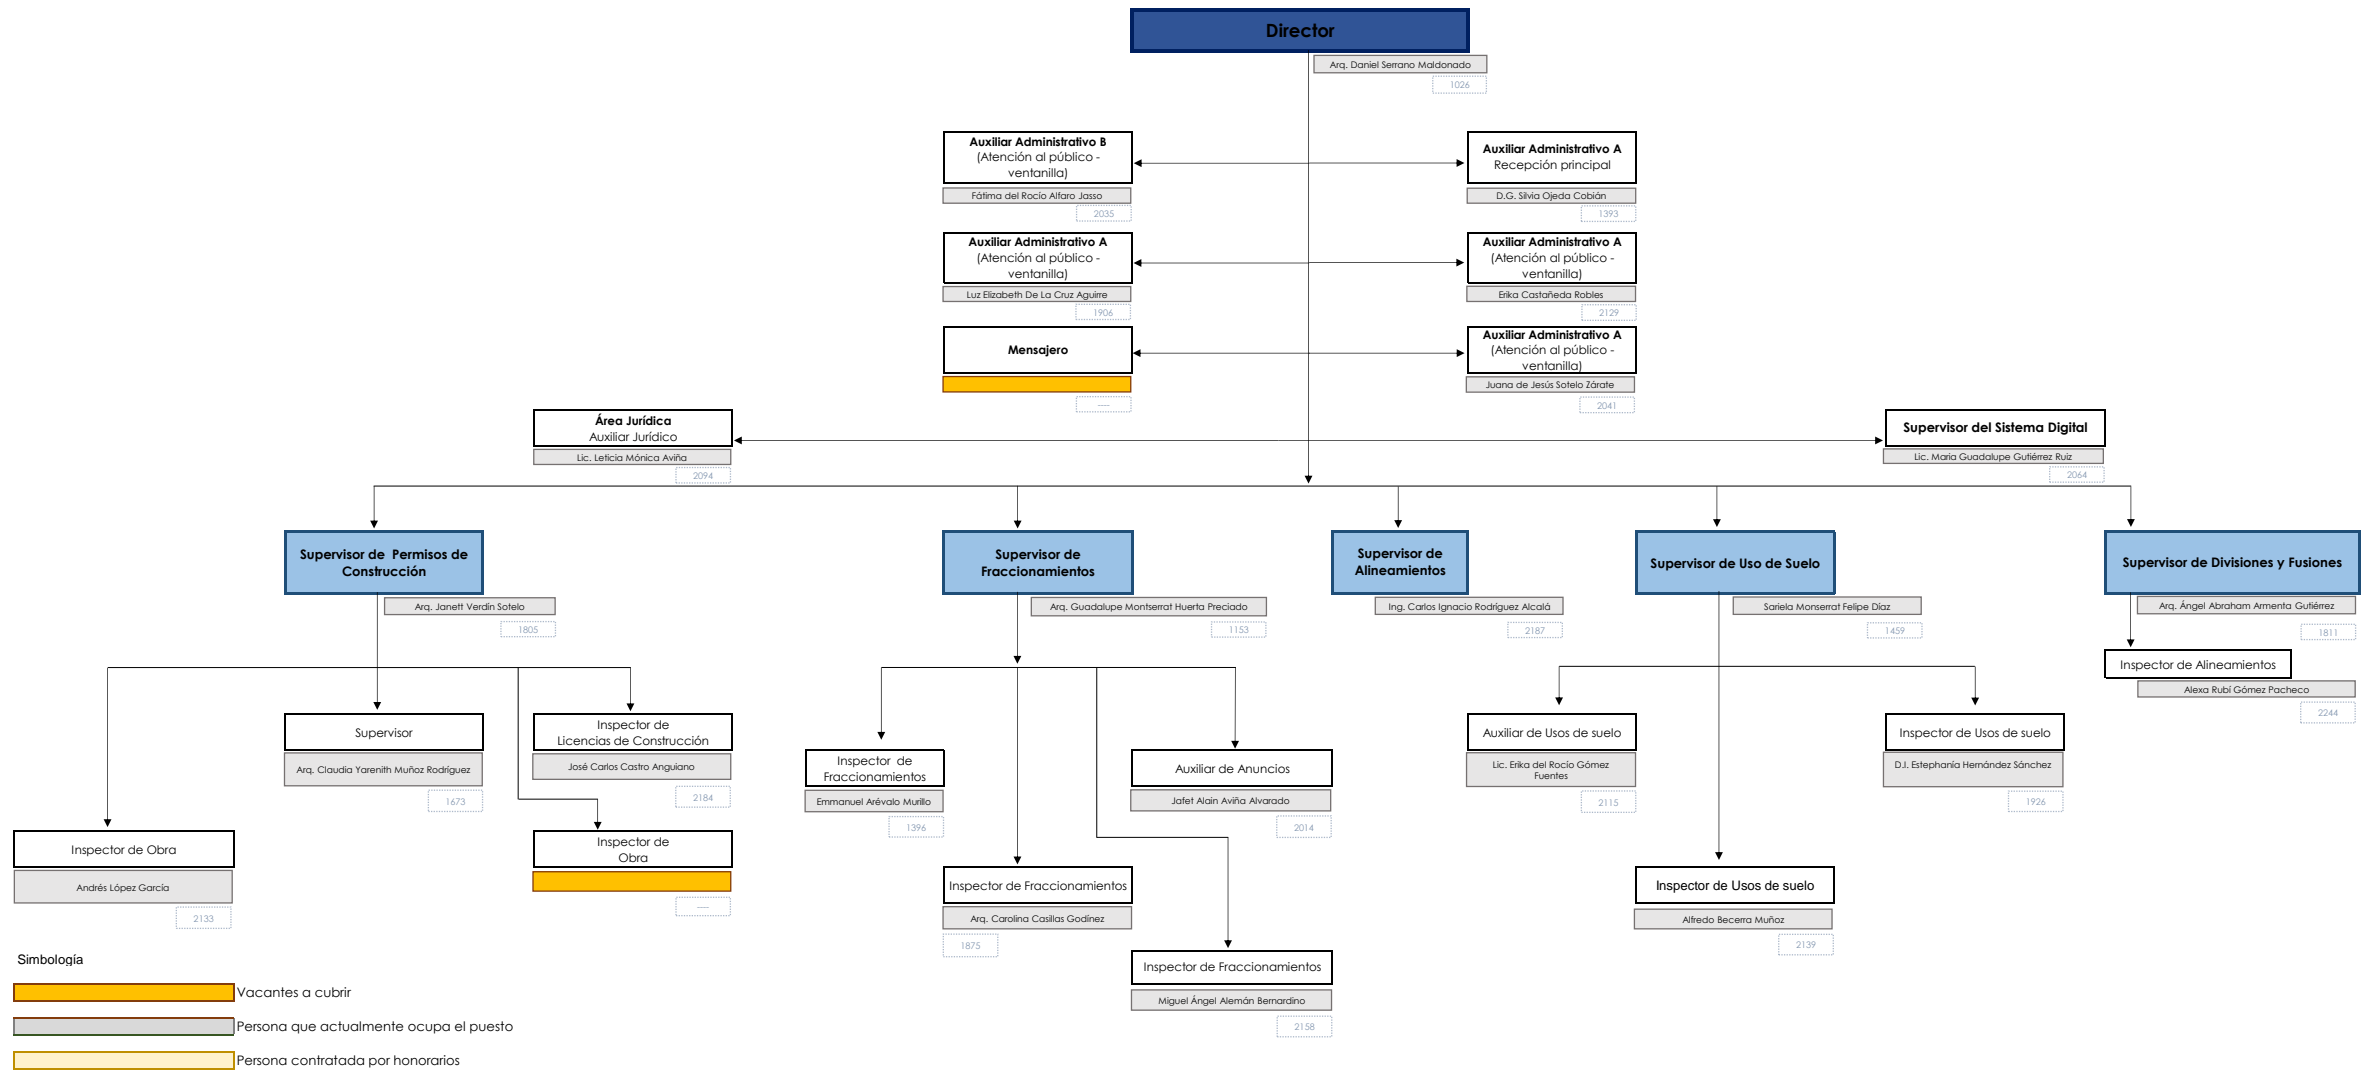 Director
Arq. Daniel Serrano Maldonado
1026
Auxiliar Administrativo B
(Atención al público -
ventanilla)
Fátima del Rocío Alfaro Jasso
2035
Auxiliar Administrativo A
Recepción principal
D.G. Silvia Ojeda Cobián
1393
Auxiliar Administrativo A
(Atención al público -
ventanilla)
Luz Elizabeth De La Cruz Aguirre
1906
Auxiliar Administrativo A
(Atención al público -
ventanilla)
Erika Castañeda Robles
2129
Mensajero
----
Auxiliar Administrativo A
(Atención al público -
ventanilla)
Juana de Jesús Sotelo Zárate
2041
Área Jurídica
Auxiliar Jurídico
Lic. Leticia Mónica Aviña
2094
Supervisor del Sistema Digital
Lic. Maria Guadalupe Gutiérrez Ruiz
2064
Supervisor de Permisos de
Construcción
Arq. Janett Verdín Sotelo
1805
Supervisor de
Fraccionamientos
Arq. Guadalupe Montserrat Huerta Preciado
1153
Supervisor de
Alineamientos
Ing. Carlos Ignacio Rodríguez Alcalá
2187
Supervisor de Uso de Suelo
Sariela Monserrat Felipe Díaz
1459
Supervisor de Divisiones y Fusiones
Arq. Ángel Abraham Armenta Gutiérrez
1811
Inspector de Alineamientos
Alexa Rubí Gómez Pacheco
2244
Supervisor
Arq. Claudia Yarenith Muñoz Rodríguez
1673
Inspector de
Licencias de Construcción
José Carlos Castro Anguiano
2184
Inspector de Obra
Andrés López García
2133
Inspector de
Obra
----
Inspector de
Fraccionamientos
Emmanuel Arévalo Murillo
1396
Auxiliar de Anuncios
Jafet Alain Aviña Alvarado
2014
Inspector de Fraccionamientos
Arq. Carolina Casillas Godínez
1875
Inspector de Fraccionamientos
Miguel Ángel Alemán Bernardino
2158
Auxiliar de Usos de suelo
Lic. Erika del Rocío Gómez
Fuentes
2115
Inspector de Usos de suelo
D.I. Estephanía Hernández Sánchez
1926
Inspector de Usos de suelo
Alfredo Becerra Muñoz
2139
Simbología
Vacantes a cubrir
Persona que actualmente ocupa el puesto
Persona contratada por honorarios